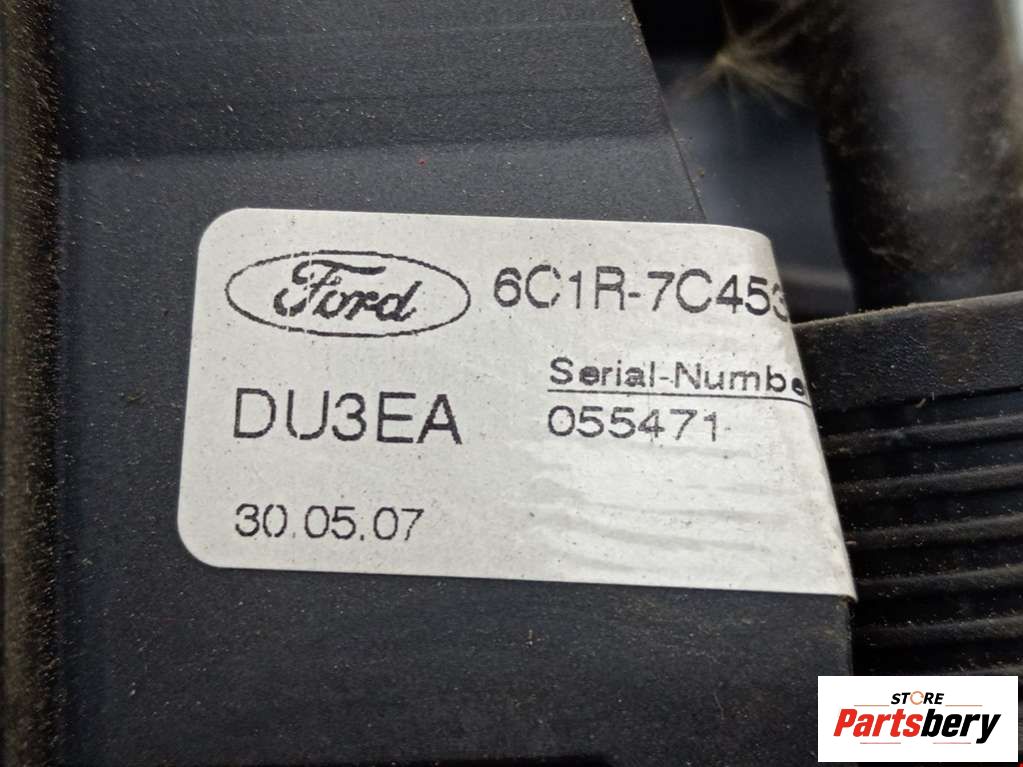 Ford 6C1R-7C453
DU3EA
Serial-Numbe
055471
30.05.07
STORE
Partsbery